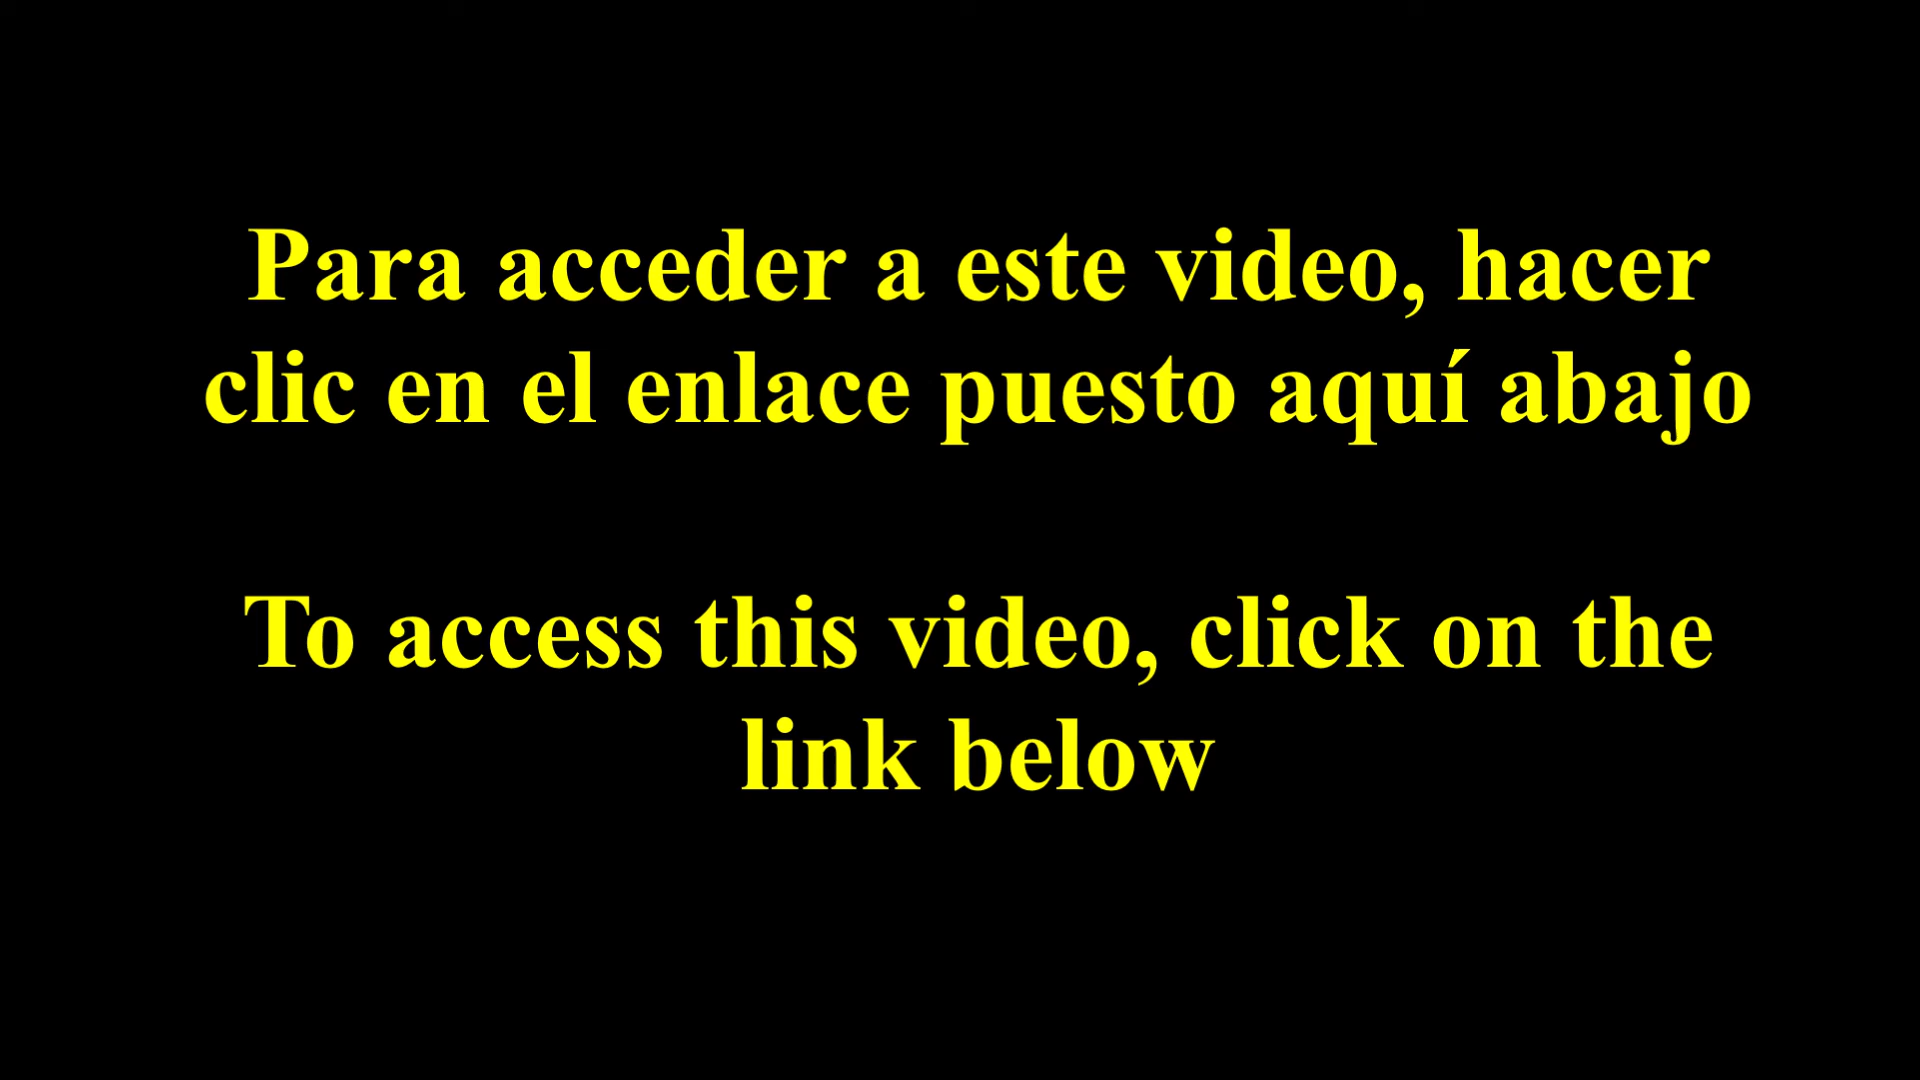 Para acceder a este video, hacer
clic en el enlace puesto aquí abajo
To access this video, click on the
link below